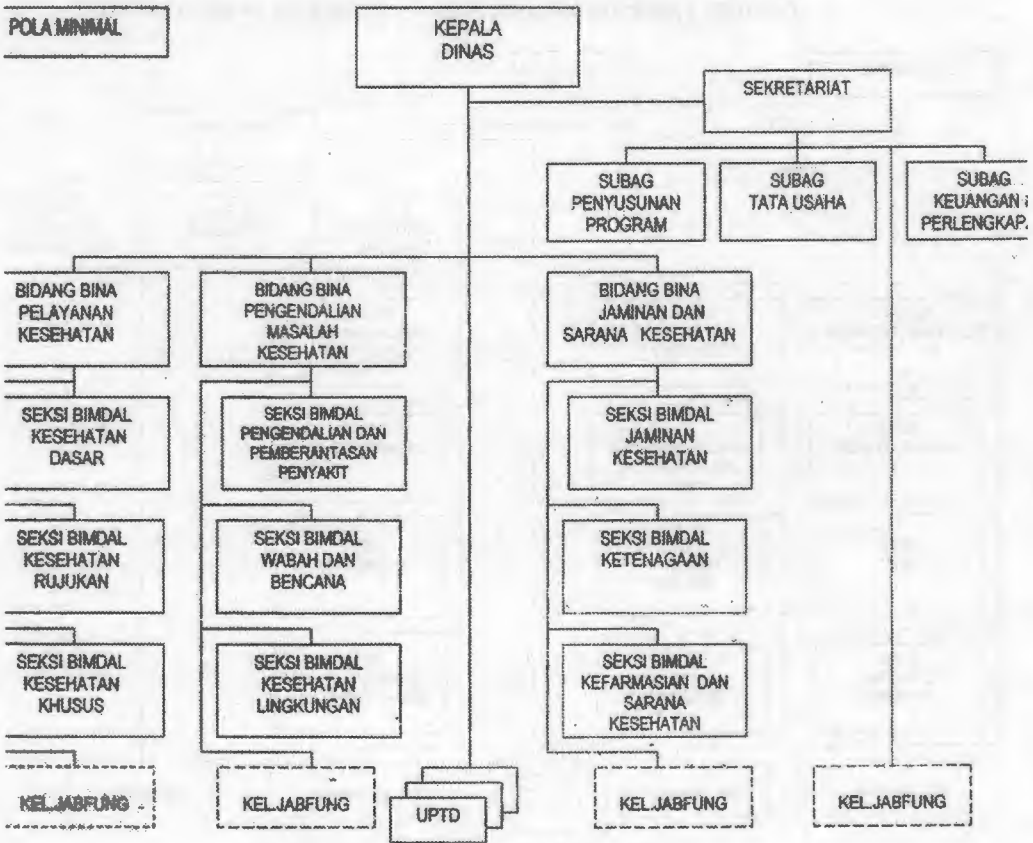 POLA MINIMAL
KEPALA
DINAS
SEKRETARIAT
SUBAG
PENYUSUNAN
PROGRAM
SUBAG
TATA USAHA
SUBAG
KEUANGAN &
PERLENGKAP
BIDANG BINA
PELAYANAN
KESEHATAN
BIDANG BINA
PENGENDALIAN
MASALAH
KESEHATAN
BIDANG BINA
JAMINAN DAN
SARANA KESEHATAN
SEKSI BIMDAL
KESEHATAN
DASAR
SEKSI BIMDAL
PENGENDALIAN DAN
PEMBERANTASAN
PENYAKIT
SEKSI BIMDAL
JAMINAN
KESEHATAN
SEKSI BIMDAL
KESEHATAN
RUJUKAN
SEKSI BIMDAL
WABAH DAN
BENCANA
SEKSI BIMDAL
KETENAGAAN
SEKSI BIMDAL
KESEHATAN
KHUSUS
SEKSI BIMDAL
KESEHATAN
LINGKUNGAN
SEKSI BIMDAL
KEFARMASIAN DAN
SARANA
KESEHATAN
KEL.JABFUNG
KEL.JABFUNG
UPTD
KEL.JABFUNG
KEL.JABFUNG